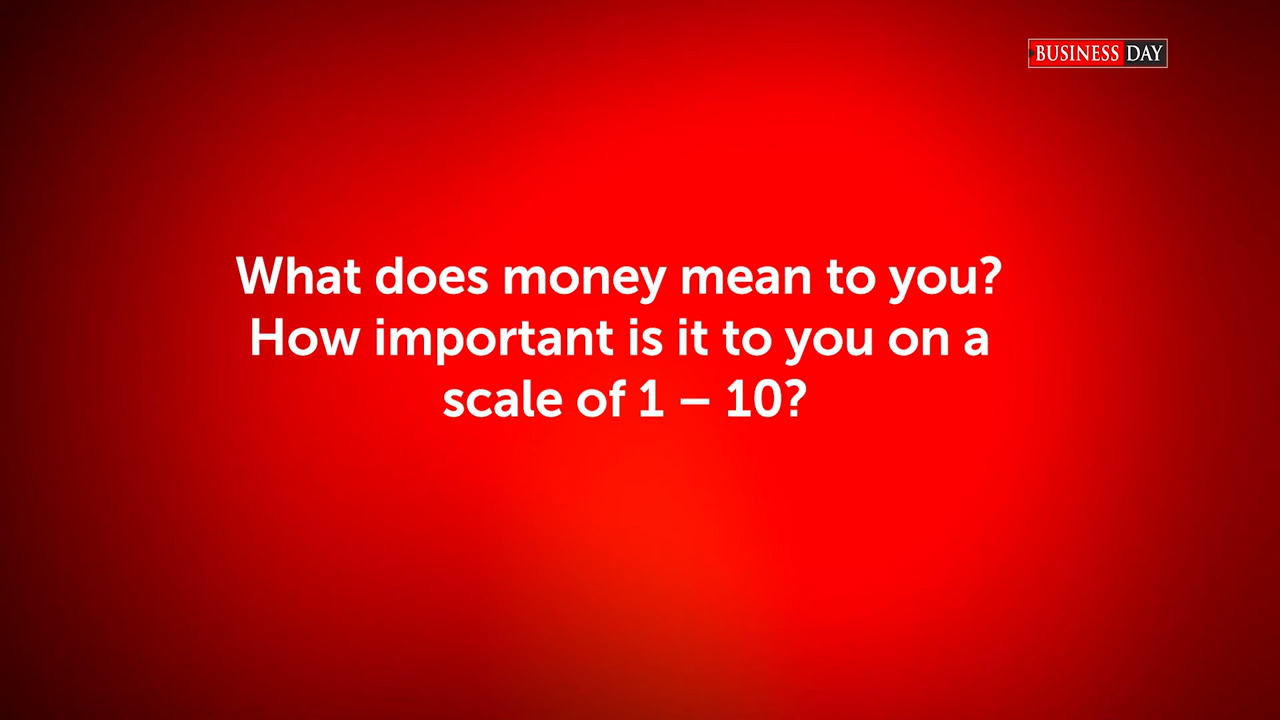 BUSINESS DAY
What does money mean to you?
How important is it to you on a
scale of 1 – 10?